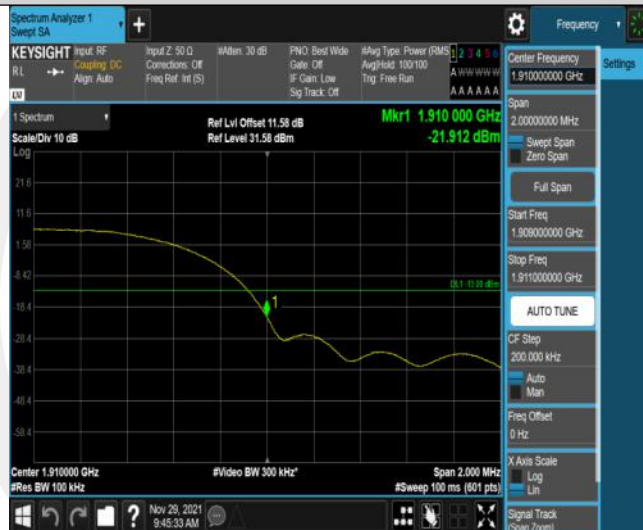 Spectrum Analyzer 1
Swept SA
Frequency
KEYSIGHT
RL
Input: RF
Coupling: DC
Align: Auto
Input Z: 50 Ω
Corrections: Off
Freq Ref: Int (S)
#Atten: 30 dB
PNO: Best Wide
Gate: Off
IF Gain: Low
Sig Track: Off
#Avg Type: Power (RMS
Avg|Hold: 100/100
Trig: Free Run
1 2 3 4 5 6
A W W W W W
A A A A A A
Settings
1 Spectrum
Scale/Div 10 dB
Log
Ref Lvl Offset 11.58 dB
Ref Level 31.58 dBm
Mkr1 1.910 000 GHz
-21.912 dBm
21.6
11.6
1.58
-8.42
-18.4
-28.4
-38.4
-48.4
-58.4
DL1 -13.00 dBm
1
Center 1.910000 GHz
#Res BW 100 kHz
#Video BW 300 kHz*
Span 2.000 MHz
#Sweep 100 ms (601 pts)
Nov 29, 2021
9:45:33 AM
Center Frequency
1.910000000 GHz
Span
2.00000000 MHz
Swept Span
Zero Span
Full Span
Start Freq
1.909000000 GHz
Stop Freq
1.911000000 GHz
AUTO TUNE
CF Step
200.000 kHz
Auto
Man
Freq Offset
0 Hz
X Axis Scale
Log
Lin
Signal Track
(Span Zoom)